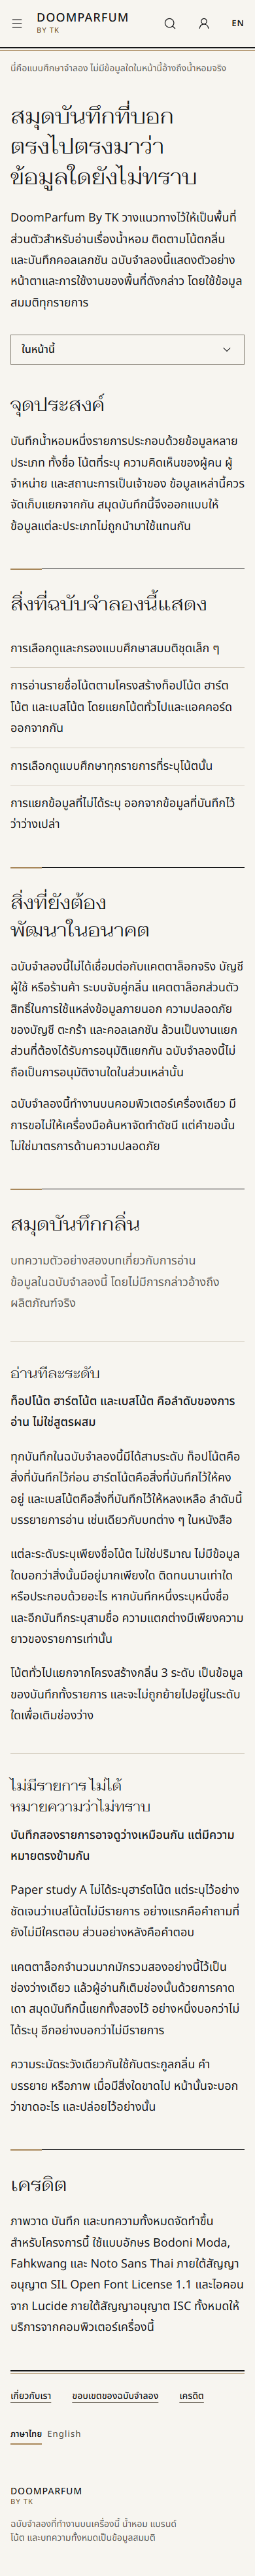 DOOMPARFUM
BY TK
EN
นี่คือแบบศึกษาจำลอง ไม่มีข้อมูลใดในหน้านี้อ้างถึงน้ำหอมจริง
สมุดบันทึกที่บอก
ตรงไปตรงมาว่า
ข้อมูลใดยังไม่ทราบ
DoomParfum By TK วางแนวทางไว้ให้เป็นพื้นที่
ส่วนตัวสำหรับอ่านเรื่องน้ำหอม ติดตามโน้ตกลิ่น
และบันทึกคอลเลกชัน ฉบับจำลองนี้แสดงตัวอย่าง
หน้าตาและการใช้งานของพื้นที่ดังกล่าว โดยใช้ข้อมูล
สมมติทุกรายการ
ในหน้านี้
จุดประสงค์
บันทึกน้ำหอมหนึ่งรายการประกอบด้วยข้อมูลหลาย
ประเภท ทั้งชื่อ โน้ตที่ระบุ ความคิดเห็นของผู้คน ผู้
จำหน่าย และสถานะการเป็นเจ้าของ ข้อมูลเหล่านี้ควร
จัดเก็บแยกจากกัน สมุดบันทึกนี้จึงออกแบบให้
ข้อมูลแต่ละประเภทไม่ถูกนำมาใช้แทนกัน
สิ่งที่ฉบับจำลองนี้แสดง
การเลือกดูและกรองแบบศึกษาสมมติชุดเล็ก ๆ
การอ่านรายชื่อโน้ตตามโครงสร้างท็อปโน้ต ฮาร์ต
โน้ต และเบสโน้ต โดยแยกโน้ตทั่วไปและแอคคอร์ด
ออกจากกัน
การเลือกดูแบบศึกษาทุกรายการที่ระบุโน้ตนั้น
การแยกข้อมูลที่ไม่ได้ระบุ ออกจากข้อมูลที่บันทึกไว้
ว่าว่างเปล่า
สิ่งที่ยังต้อง
พัฒนาในอนาคต
ฉบับจำลองนี้ไม่ได้เชื่อมต่อกับแคตตาล็อกจริง บัญชี
ผู้ใช้ หรือร้านค้า ระบบจับคู่กลิ่น แคตตาล็อกส่วนตัว
สิทธิ์ในการใช้แหล่งข้อมูลภายนอก ความปลอดภัย
ของบัญชี ตะกร้า และคอลเลกชัน ล้วนเป็นงานแยก
ส่วนที่ต้องได้รับการอนุมัติแยกกัน ฉบับจำลองนี้ไม่
ถือเป็นการอนุมัติงานใดในส่วนเหล่านั้น
ฉบับจำลองนี้ทำงานบนคอมพิวเตอร์เครื่องเดียว มี
การขอไม่ให้เครื่องมือค้นหาจัดทำดัชนี แต่คำขอนั้น
ไม่ใช่มาตรการด้านความปลอดภัย
สมุดบันทึกกลิ่น
บทความตัวอย่างสองบทเกี่ยวกับการอ่าน
ข้อมูลในฉบับจำลองนี้ โดยไม่มีการกล่าวอ้างถึง
ผลิตภัณฑ์จริง
อ่านทีละระดับ
ท็อปโน้ต ฮาร์ตโน้ต และเบสโน้ต คือลำดับของการ
อ่าน ไม่ใช่สูตรผสม
ทุกบันทึกในฉบับจำลองนี้มีได้สามระดับ ท็อปโน้ตคือ
สิ่งที่บันทึกไว้ก่อน ฮาร์ตโน้ตคือสิ่งที่บันทึกไว้ให้คง
อยู่ และเบสโน้ตคือสิ่งที่บันทึกไว้ให้หลงเหลือ ลำดับนี้
บรรยายการอ่าน เช่นเดียวกับบทต่าง ๆ ในหนังสือ
แต่ละระดับระบุเพียงชื่อโน้ต ไม่ใช่ปริมาณ ไม่มีข้อมูล
ใดบอกว่าสิ่งนั้นมีอยู่มากเพียงใด ติดทนนานเท่าใด
หรือประกอบด้วยอะไร หากบันทึกหนึ่งระบุหนึ่งชื่อ
และอีกบันทึกระบุสามชื่อ ความแตกต่างมีเพียงความ
ยาวของรายการเท่านั้น
โน้ตทั่วไปแยกจากโครงสร้างกลิ่น 3 ระดับ เป็นข้อมูล
ของบันทึกทั้งรายการ และจะไม่ถูกย้ายไปอยู่ในระดับ
ใดเพื่อเติมช่องว่าง
ไม่มีรายการ ไม่ได้
หมายความว่าไม่ทราบ
บันทึกสองรายการอาจดูว่างเหมือนกัน แต่มีความ
หมายตรงข้ามกัน
Paper study A ไม่ได้ระบุฮาร์ตโน้ต แต่ระบุไว้อย่าง
ชัดเจนว่าเบสโน้ตไม่มีรายการ อย่างแรกคือคำถามที่
ยังไม่มีใครตอบ ส่วนอย่างหลังคือคำตอบ
แคตตาล็อกจำนวนมากมักรวมสองอย่างนี้ไว้เป็น
ช่องว่างเดียว แล้วผู้อ่านก็เติมช่องนั้นด้วยการคาด
เดา สมุดบันทึกนี้แยกทั้งสองไว้ อย่างหนึ่งบอกว่าไม่
ได้ระบุ อีกอย่างบอกว่าไม่มีรายการ
ความระมัดระวังเดียวกันใช้กับตระกูลกลิ่น คำ
บรรยาย หรือภาพ เมื่อมีสิ่งใดขาดไป หน้านั้นจะบอก
ว่าขาดอะไร และปล่อยไว้อย่างนั้น
เครดิต
ภาพวาด บันทึก และบทความทั้งหมดจัดทำขึ้น
สำหรับโครงการนี้ ใช้แบบอักษร Bodoni Moda,
Fahkwang และ Noto Sans Thai ภายใต้สัญญา
อนุญาต SIL Open Font License 1.1 และไอคอน
จาก Lucide ภายใต้สัญญาอนุญาต ISC ทั้งหมดให้
บริการจากคอมพิวเตอร์เครื่องนี้
เกี่ยวกับเรา ขอบเขตของฉบับจำลอง เครดิต
ภาษาไทย English
DOOMPARFUM
BY TK
ฉบับจำลองที่ทำงานบนเครื่องนี้ น้ำหอม แบรนด์
โน้ต และบทความทั้งหมดเป็นข้อมูลสมมติ